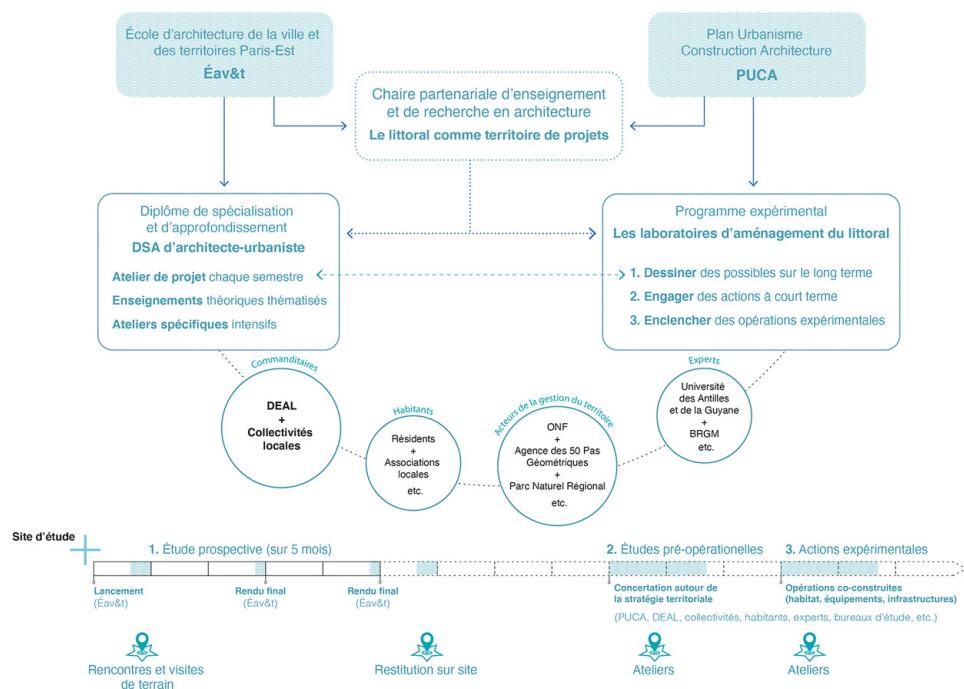 École d'architecture de la ville et
des territoires Paris-Est
Éav&t
Plan Urbanisme
Construction Architecture
PUCA
Chaire partenariale d'enseignement
et de recherche en architecture
Le littoral comme territoire de projets
Diplôme de spécialisation
et d'approfondissement
DSA d'architecte-urbaniste
Atelier de projet chaque semestre
Enseignements théoriques thématisés
Ateliers spécifiques intensifs
Programme expérimental
Les laboratoires d'aménagement du littoral
1. Dessiner des possibles sur le long terme
2. Engager des actions à court terme
3. Enclencher des opérations expérimentales
Commanditaires
DEAL
+
Collectivités
locales
Habitants
Résidents
+
Associations
locales
etc.
Acteurs de la gestion du territoire
ONF
+
Agence des 50 Pas
Géométriques
+
Parc Naturel Régional
etc.
Experts
Université
des Antilles
et de la Guyane
+
BRGM
etc.
Site d'étude
1. Étude prospective (sur 5 mois)
2. Études pré-opérationelles
3. Actions expérimentales
Lancement
(Éav&t)
Rendu final
(Éav&t)
Rendu final
(Éav&t)
Concertation autour de
la stratégie territoriale
Opérations co-construites
(habitat, équipements, infrastructures)
(PUCA, DEAL, collectivités, habitants, experts, bureaux d'étude, etc.)
Rencontres et visites
de terrain
Restitution sur site
Ateliers
Ateliers